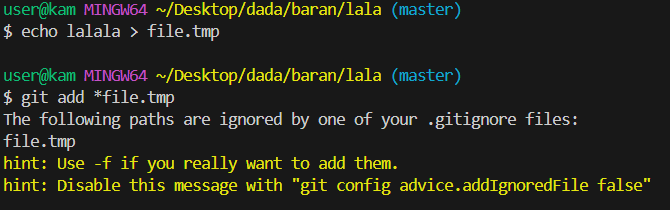 user@kam MINGW64 ~/Desktop/dada/baran/lala (master)
$ echo lalala > file.tmp
user@kam MINGW64 ~/Desktop/dada/baran/lala (master)
$ git add *file.tmp
The following paths are ignored by one of your .gitignore files:
file.tmp
hint: Use -f if you really want to add them.
hint: Disable this message with "git config advice.addIgnoredFile false"